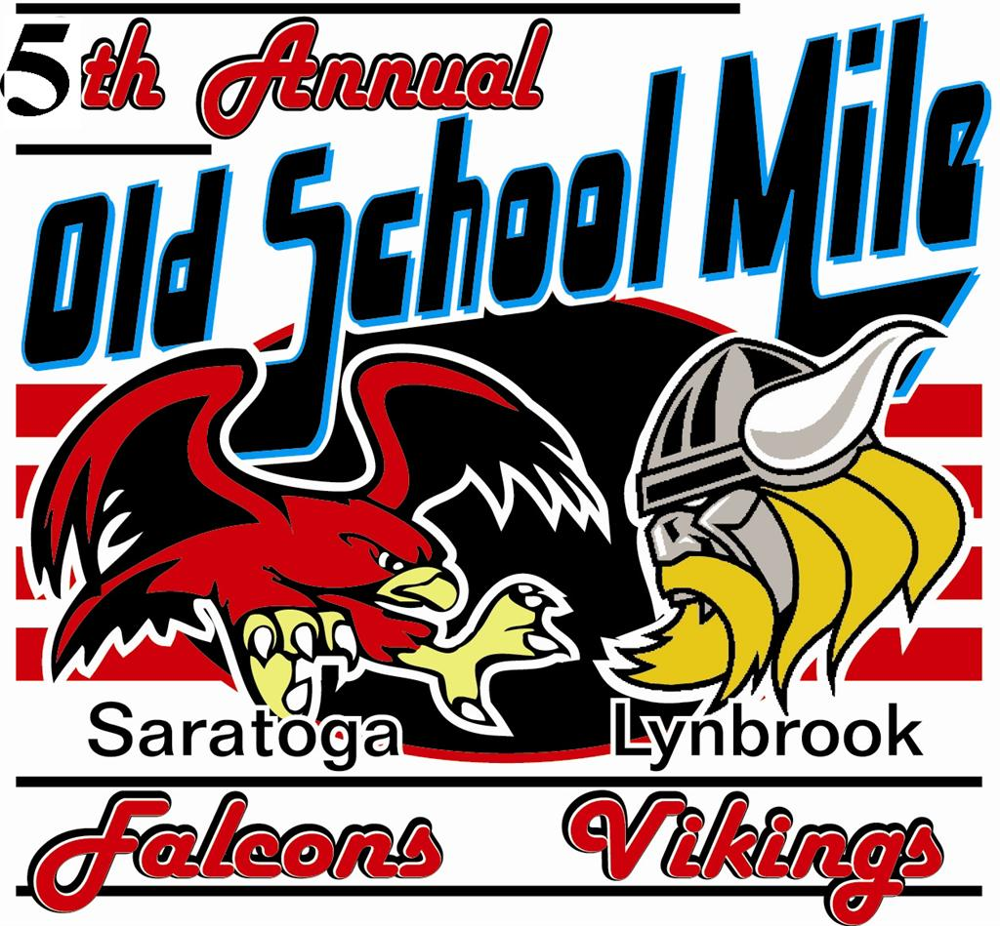 5th Annual
Old School Mile
Saratoga Lynbrook
Falcons Vikings